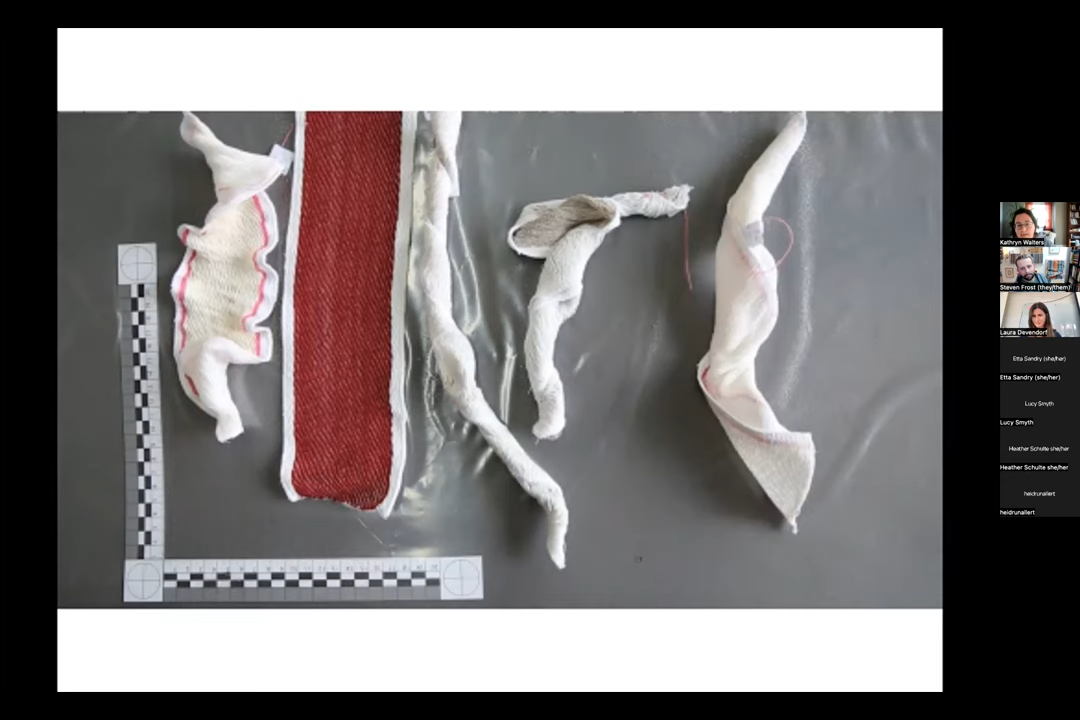 Kathryn Walters
Steven Frost (they/them)
Laura Devendorf
Etta Sandry (she/her)
Etta Sandry (she/her)
Lucy Smyth
Lucy Smyth
Heather Schulte she/her
Heather Schulte she/her
heidrunallert
heidrunallert